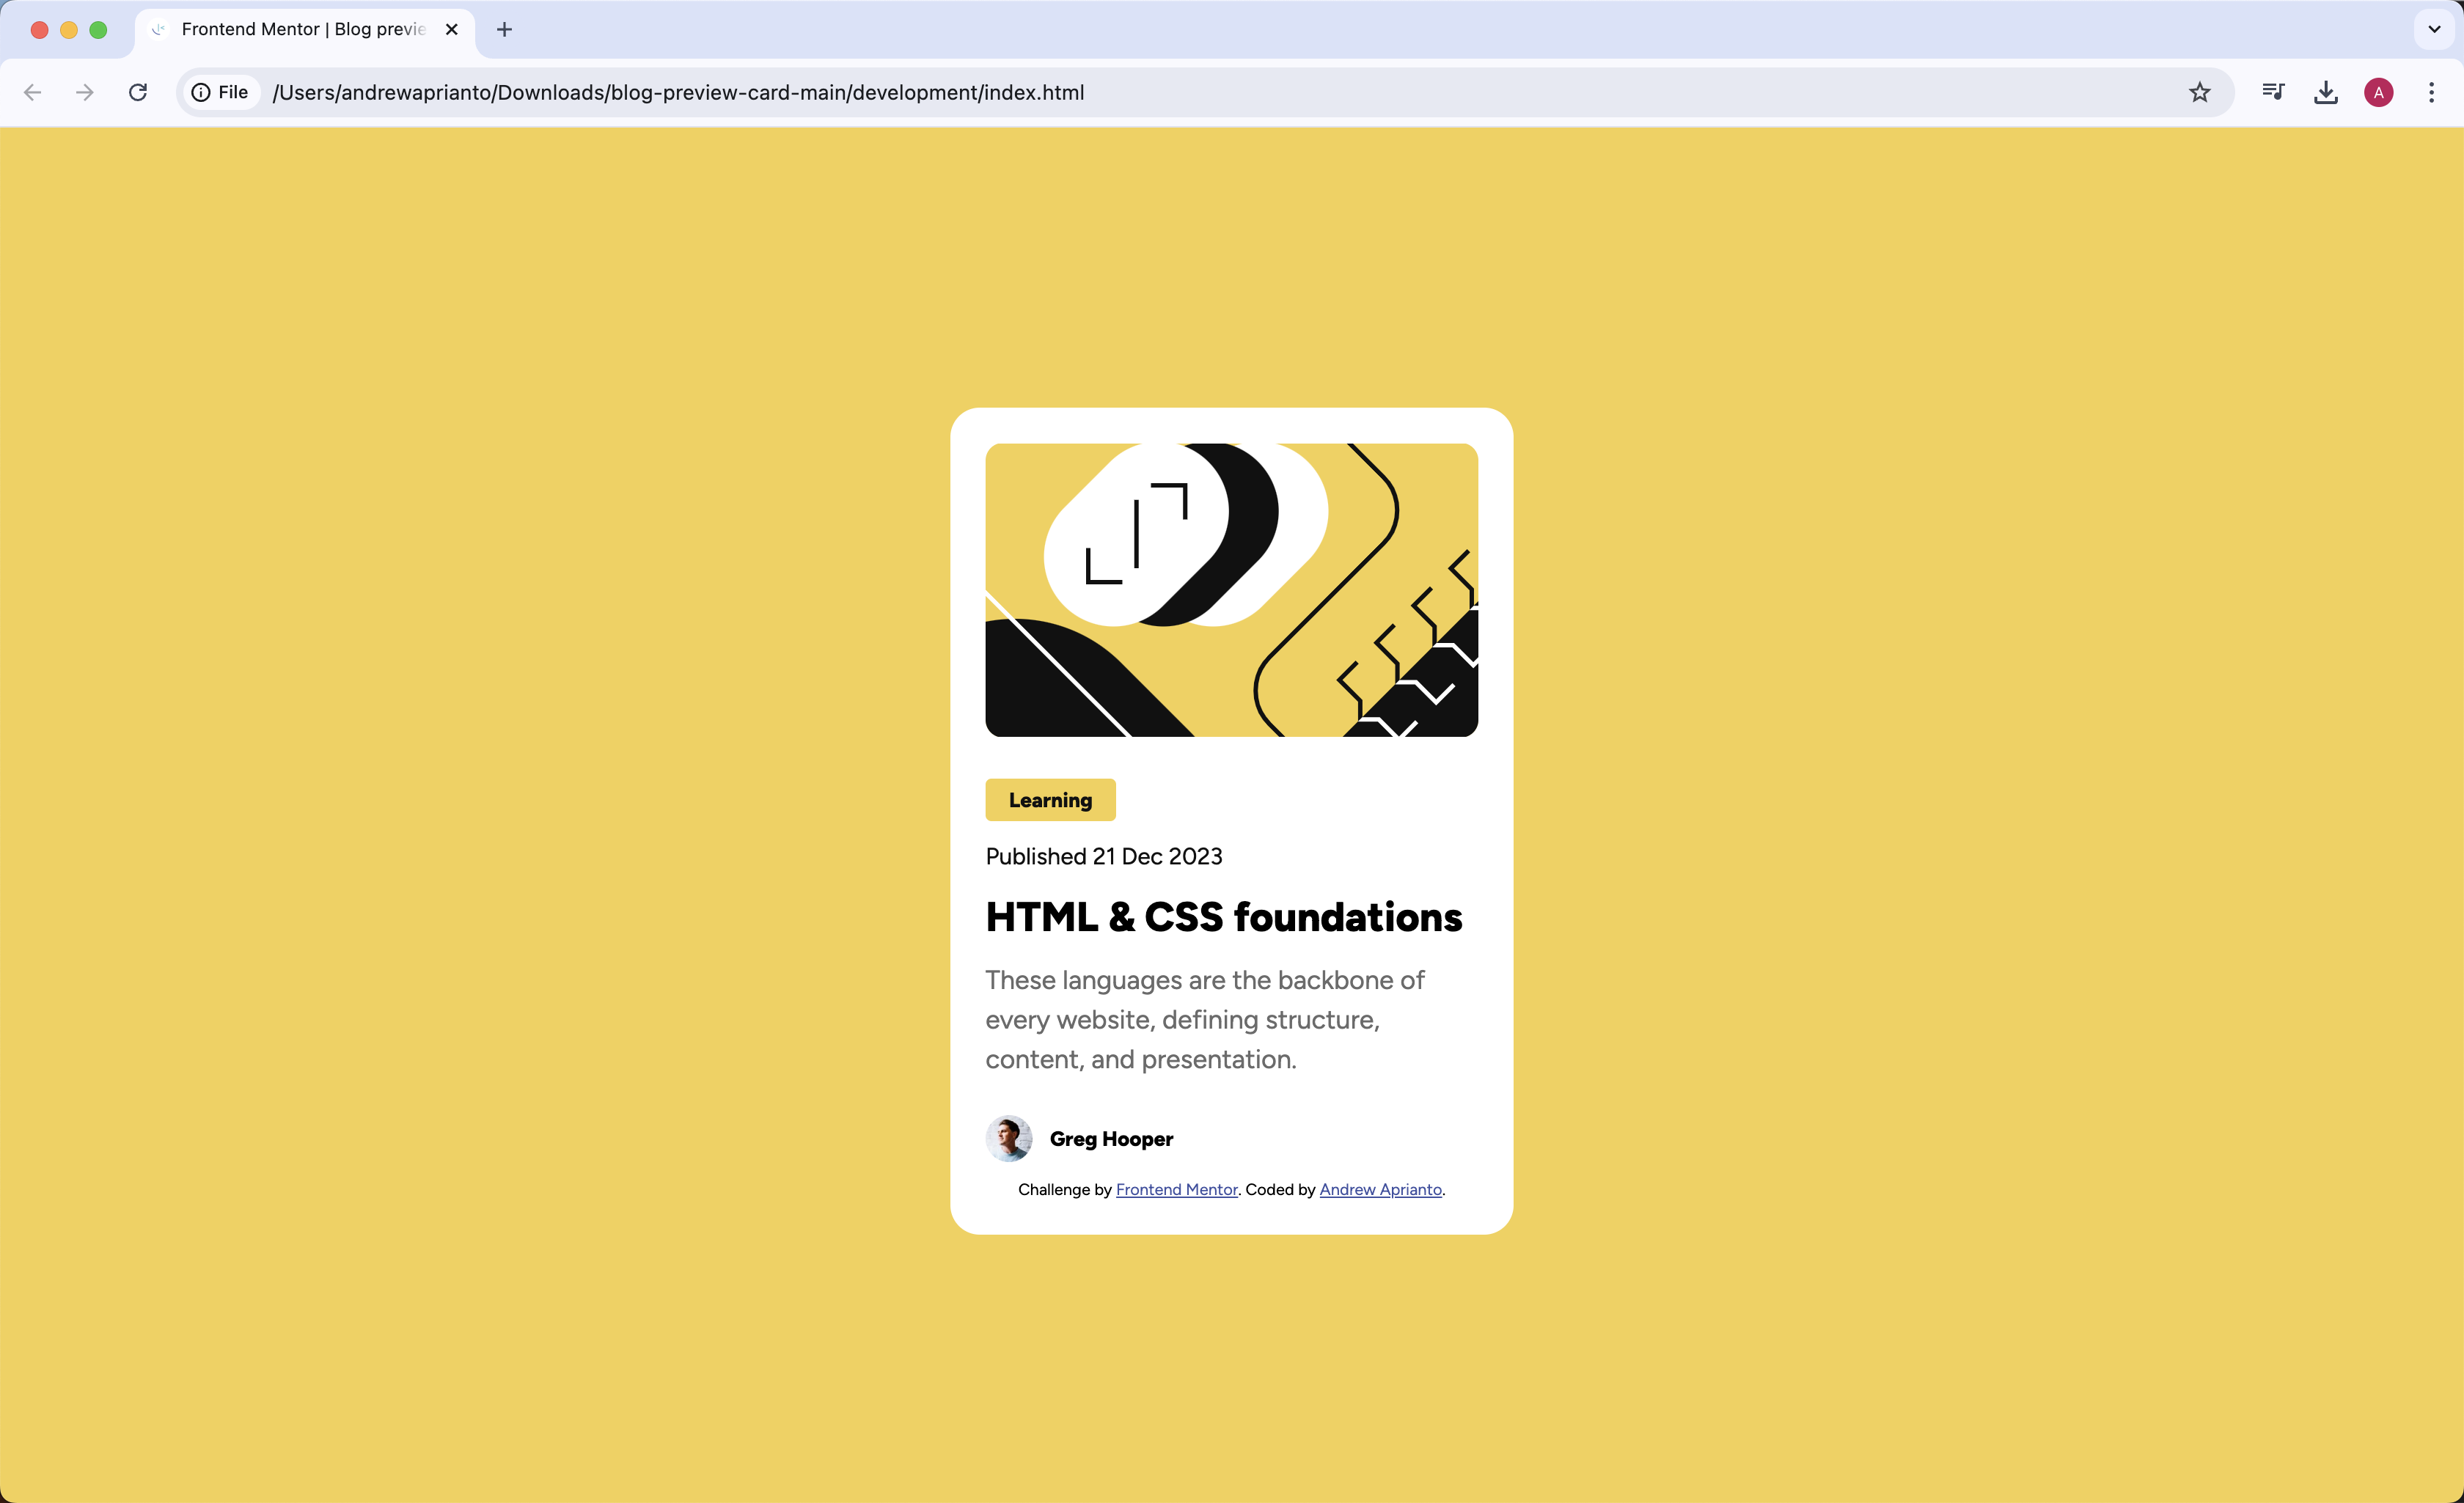 Frontend Mentor | Blog previe
File /Users/andrewaprianto/Downloads/blog-preview-card-main/development/index.html
A
Learning
Published 21 Dec 2023
HTML & CSS foundations
These languages are the backbone of
every website, defining structure,
content, and presentation.
Greg Hooper
Challenge by Frontend Mentor. Coded by Andrew Aprianto.